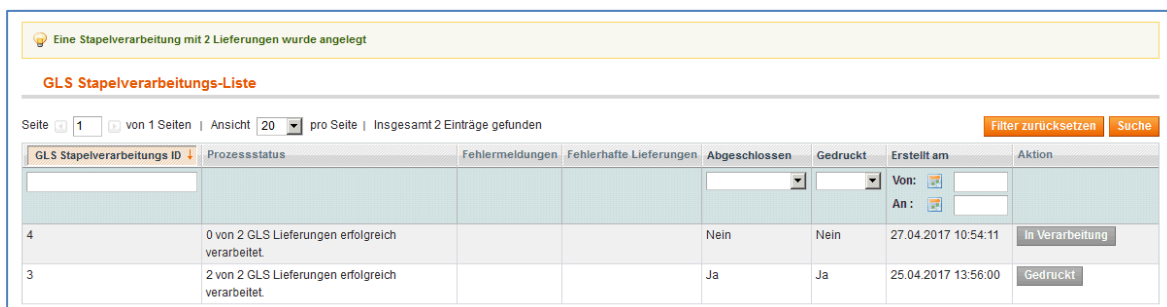 Eine Stapelverarbeitung mit 2 Lieferungen wurde angelegt
GLS Stapelverarbeitungs-Liste
Seite 1 von 1 Seiten | Ansicht 20 pro Seite | Insgesamt 2 Einträge gefunden Filter zurücksetzen Suche
GLS Stapelverarbeitungs ID Prozessstatus Fehlermeldungen Fehlerhafte Lieferungen Abgeschlossen Gedruckt Erstellt am Aktion
Von:
An :
4 0 von 2 GLS Lieferungen erfolgreich Nein Nein 27.04.2017 10:54:11 In Verarbeitung
verarbeitet.
3 2 von 2 GLS Lieferungen erfolgreich Ja Ja 25.04.2017 13:56:00 Gedruckt
verarbeitet.